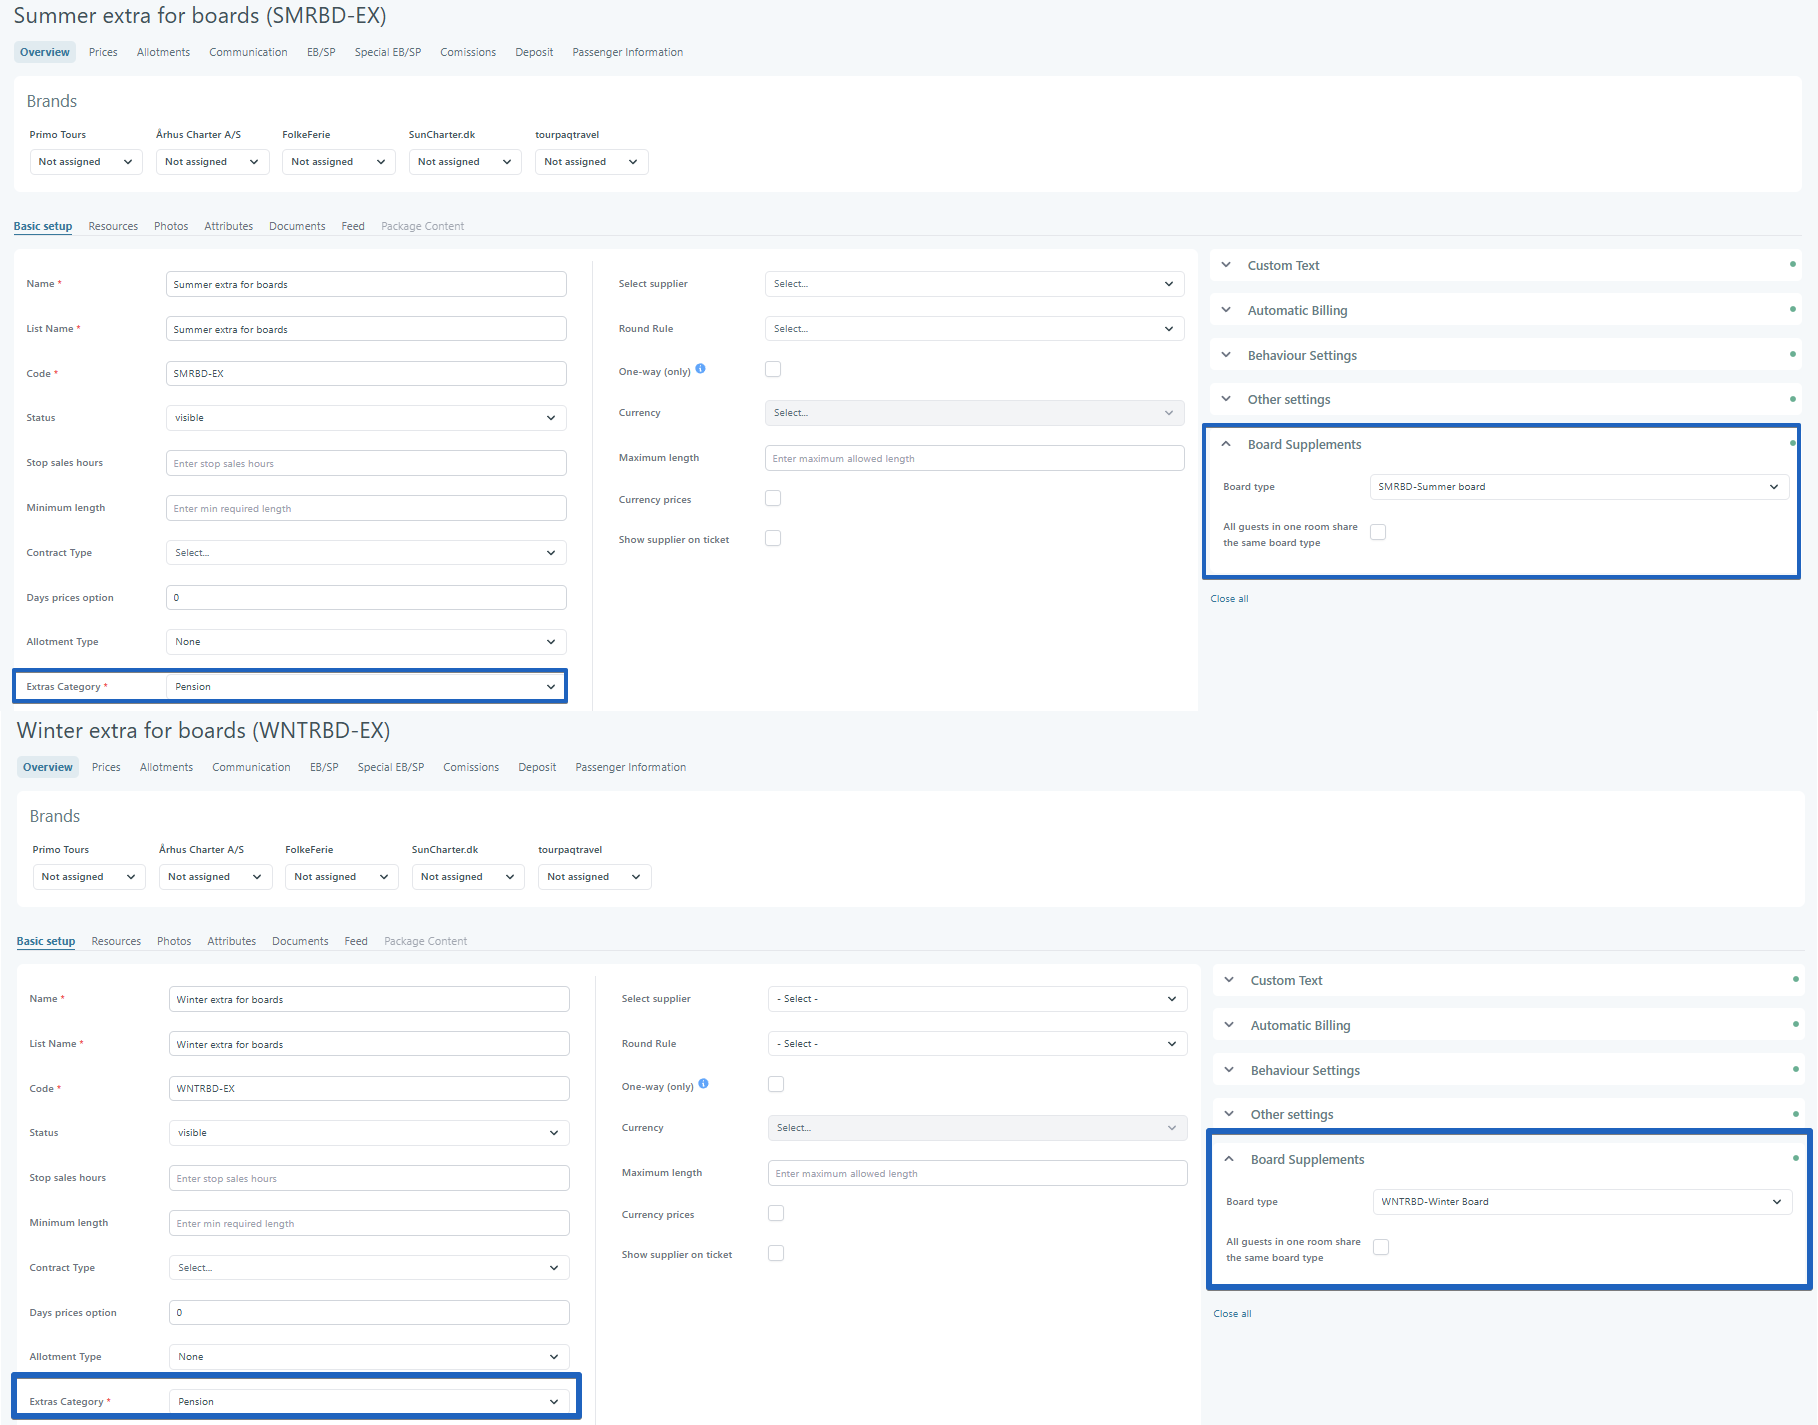 Summer extra for boards (SMRBD-EX)
Overview Prices Allotments Communication EB/SP Special EB/SP Comissions Deposit Passenger Information
Brands
Primo Tours Århus Charter A/S FolkeFerie SunCharter.dk tourpaqtravel
Not assigned Not assigned Not assigned Not assigned Not assigned
Basic setup Resources Photos Attributes Documents Feed Package Content
Name * Summer extra for boards
List Name * Summer extra for boards
Code * SMRBD-EX
Status visible
Stop sales hours Enter stop sales hours
Minimum length Enter min required length
Contract Type Select...
Days prices option 0
Allotment Type None
Extras Category * Pension
Select supplier Select...
Round Rule Select...
One-way (only)
Currency Select...
Maximum length Enter maximum allowed length
Currency prices
Show supplier on ticket
Custom Text
Automatic Billing
Behaviour Settings
Other settings
Board Supplements
Board type SMRBD-Summer board
All guests in one room share
the same board type
Close all
Winter extra for boards (WNTRBD-EX)
Overview Prices Allotments Communication EB/SP Special EB/SP Comissions Deposit Passenger Information
Brands
Primo Tours Århus Charter A/S FolkeFerie SunCharter.dk tourpaqtravel
Not assigned Not assigned Not assigned Not assigned Not assigned
Basic setup Resources Photos Attributes Documents Feed Package Content
Name * Winter extra for boards
List Name * Winter extra for boards
Code * WNTRBD-EX
Status visible
Stop sales hours Enter stop sales hours
Minimum length Enter min required length
Contract Type Select...
Days prices option 0
Allotment Type None
Extras Category * Pension
Select supplier - Select -
Round Rule - Select -
One-way (only)
Currency Select...
Maximum length Enter maximum allowed length
Currency prices
Show supplier on ticket
Custom Text
Automatic Billing
Behaviour Settings
Other settings
Board Supplements
Board type WNTRBD-Winter Board
All guests in one room share
the same board type
Close all